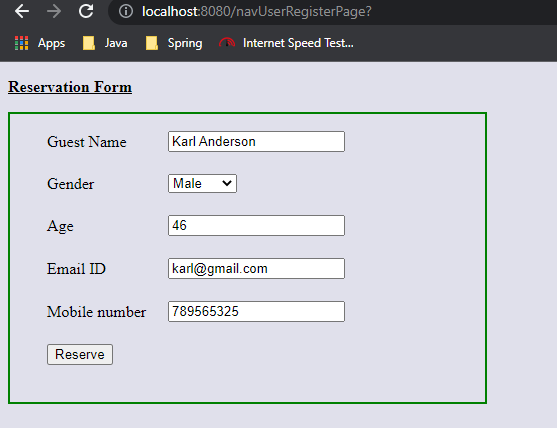 localhost:8080/navUserRegisterPage?
Apps Java Spring Internet Speed Test...
Reservation Form
Guest Name Karl Anderson
Gender Male
Age 46
Email ID karl@gmail.com
Mobile number 789565325
Reserve